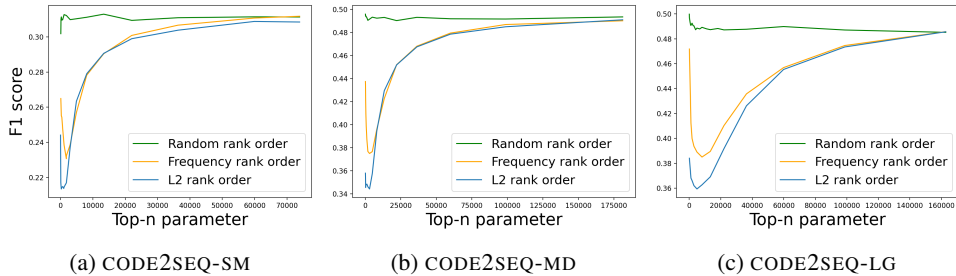 F1 score
0.30
0.28
0.26
0.24
0.22
0 10000 20000 30000 40000 50000 60000 70000
Top-n parameter
Random rank order
Frequency rank order
L2 rank order
(a) CODE2SEQ-SM
0.50
0.48
0.46
0.44
0.42
0.40
0.38
0.36
0.34
0 25000 50000 75000 100000 125000 150000 175000
Top-n parameter
Random rank order
Frequency rank order
L2 rank order
(b) CODE2SEQ-MD
0.50
0.48
0.46
0.44
0.42
0.40
0.38
0.36
0 20000 40000 60000 80000 100000 120000 140000 160000
Top-n parameter
Random rank order
Frequency rank order
L2 rank order
(c) CODE2SEQ-LG